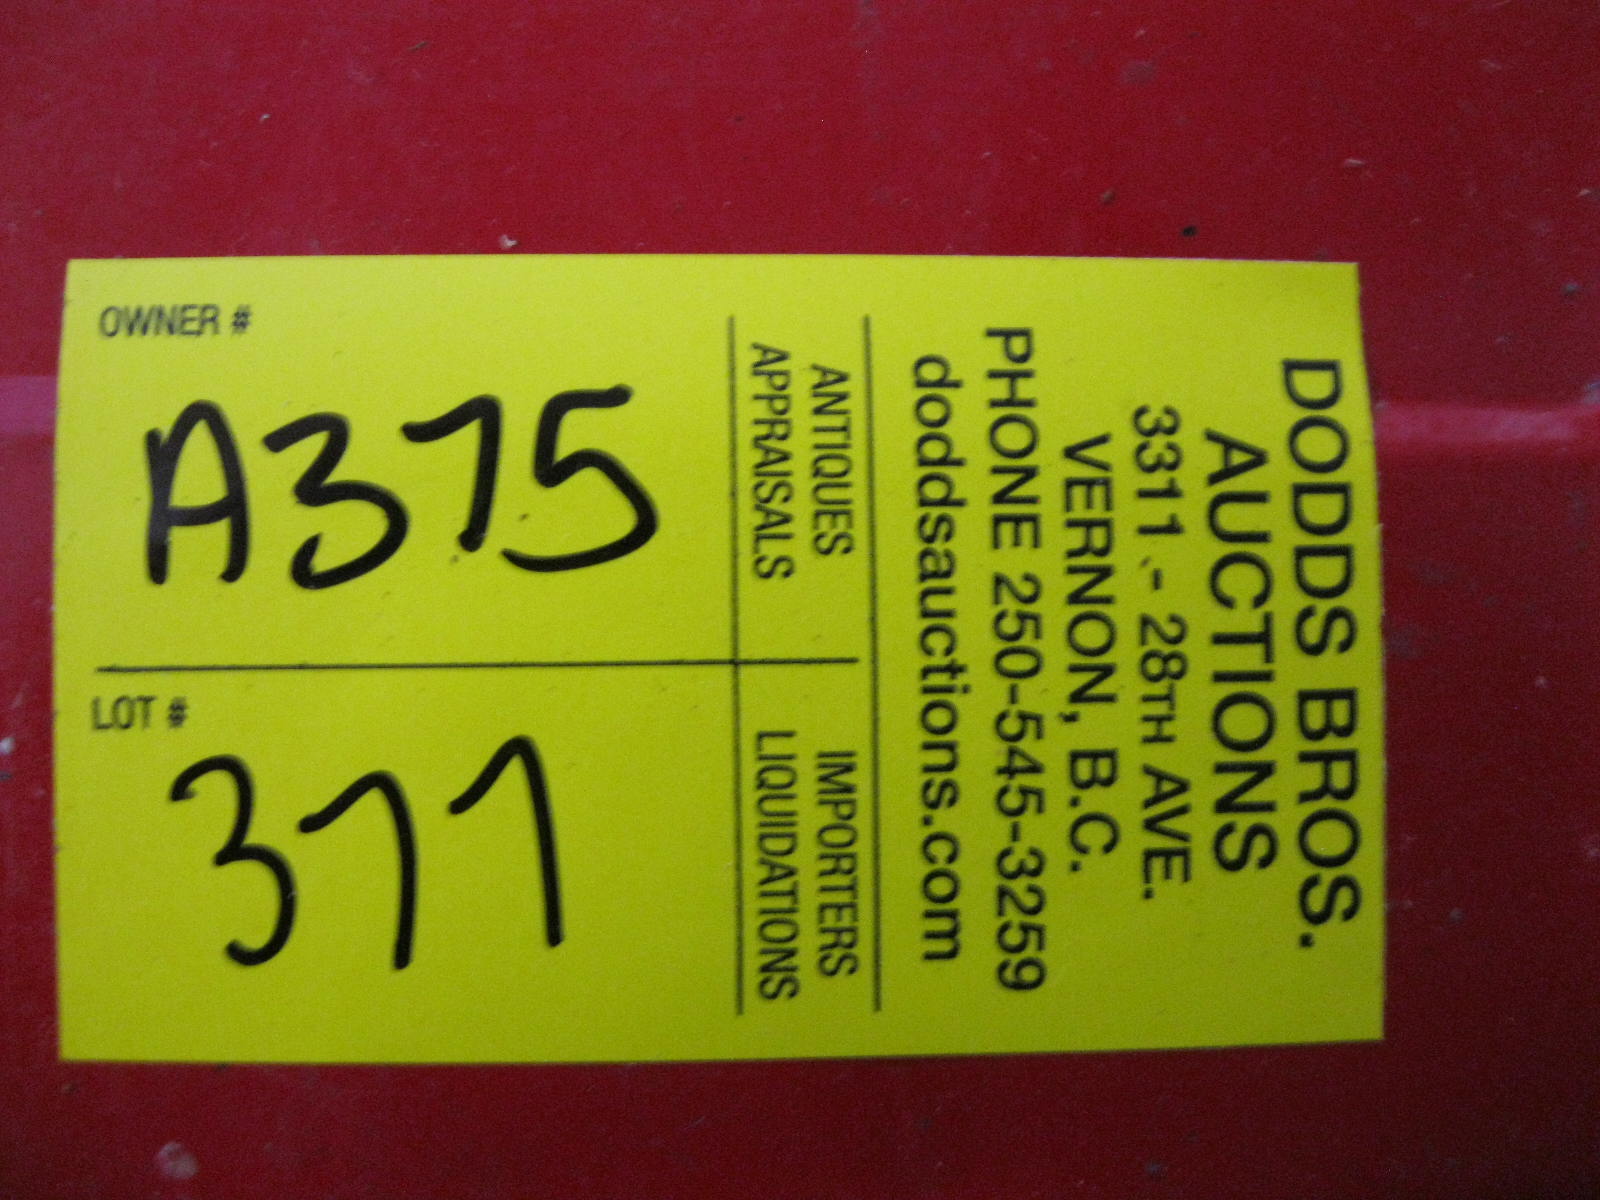 DODDS BROS.
AUCTIONS
3311 - 28TH AVE.
VERNON, B.C.
PHONE 250-545-3259
doddsauctions.com
ANTIQUES
APPRAISALS
IMPORTERS
LIQUIDATIONS
OWNER #
A375
LOT #
377